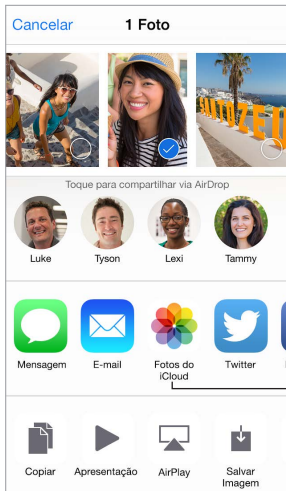 Cancelar 1 Foto
Toque para compartilhar via AirDrop
Luke Tyson Lexi Tammy
Mensagem E-mail Fotos do iCloud Twitter
Copiar Apresentação AirPlay Salvar Imagem